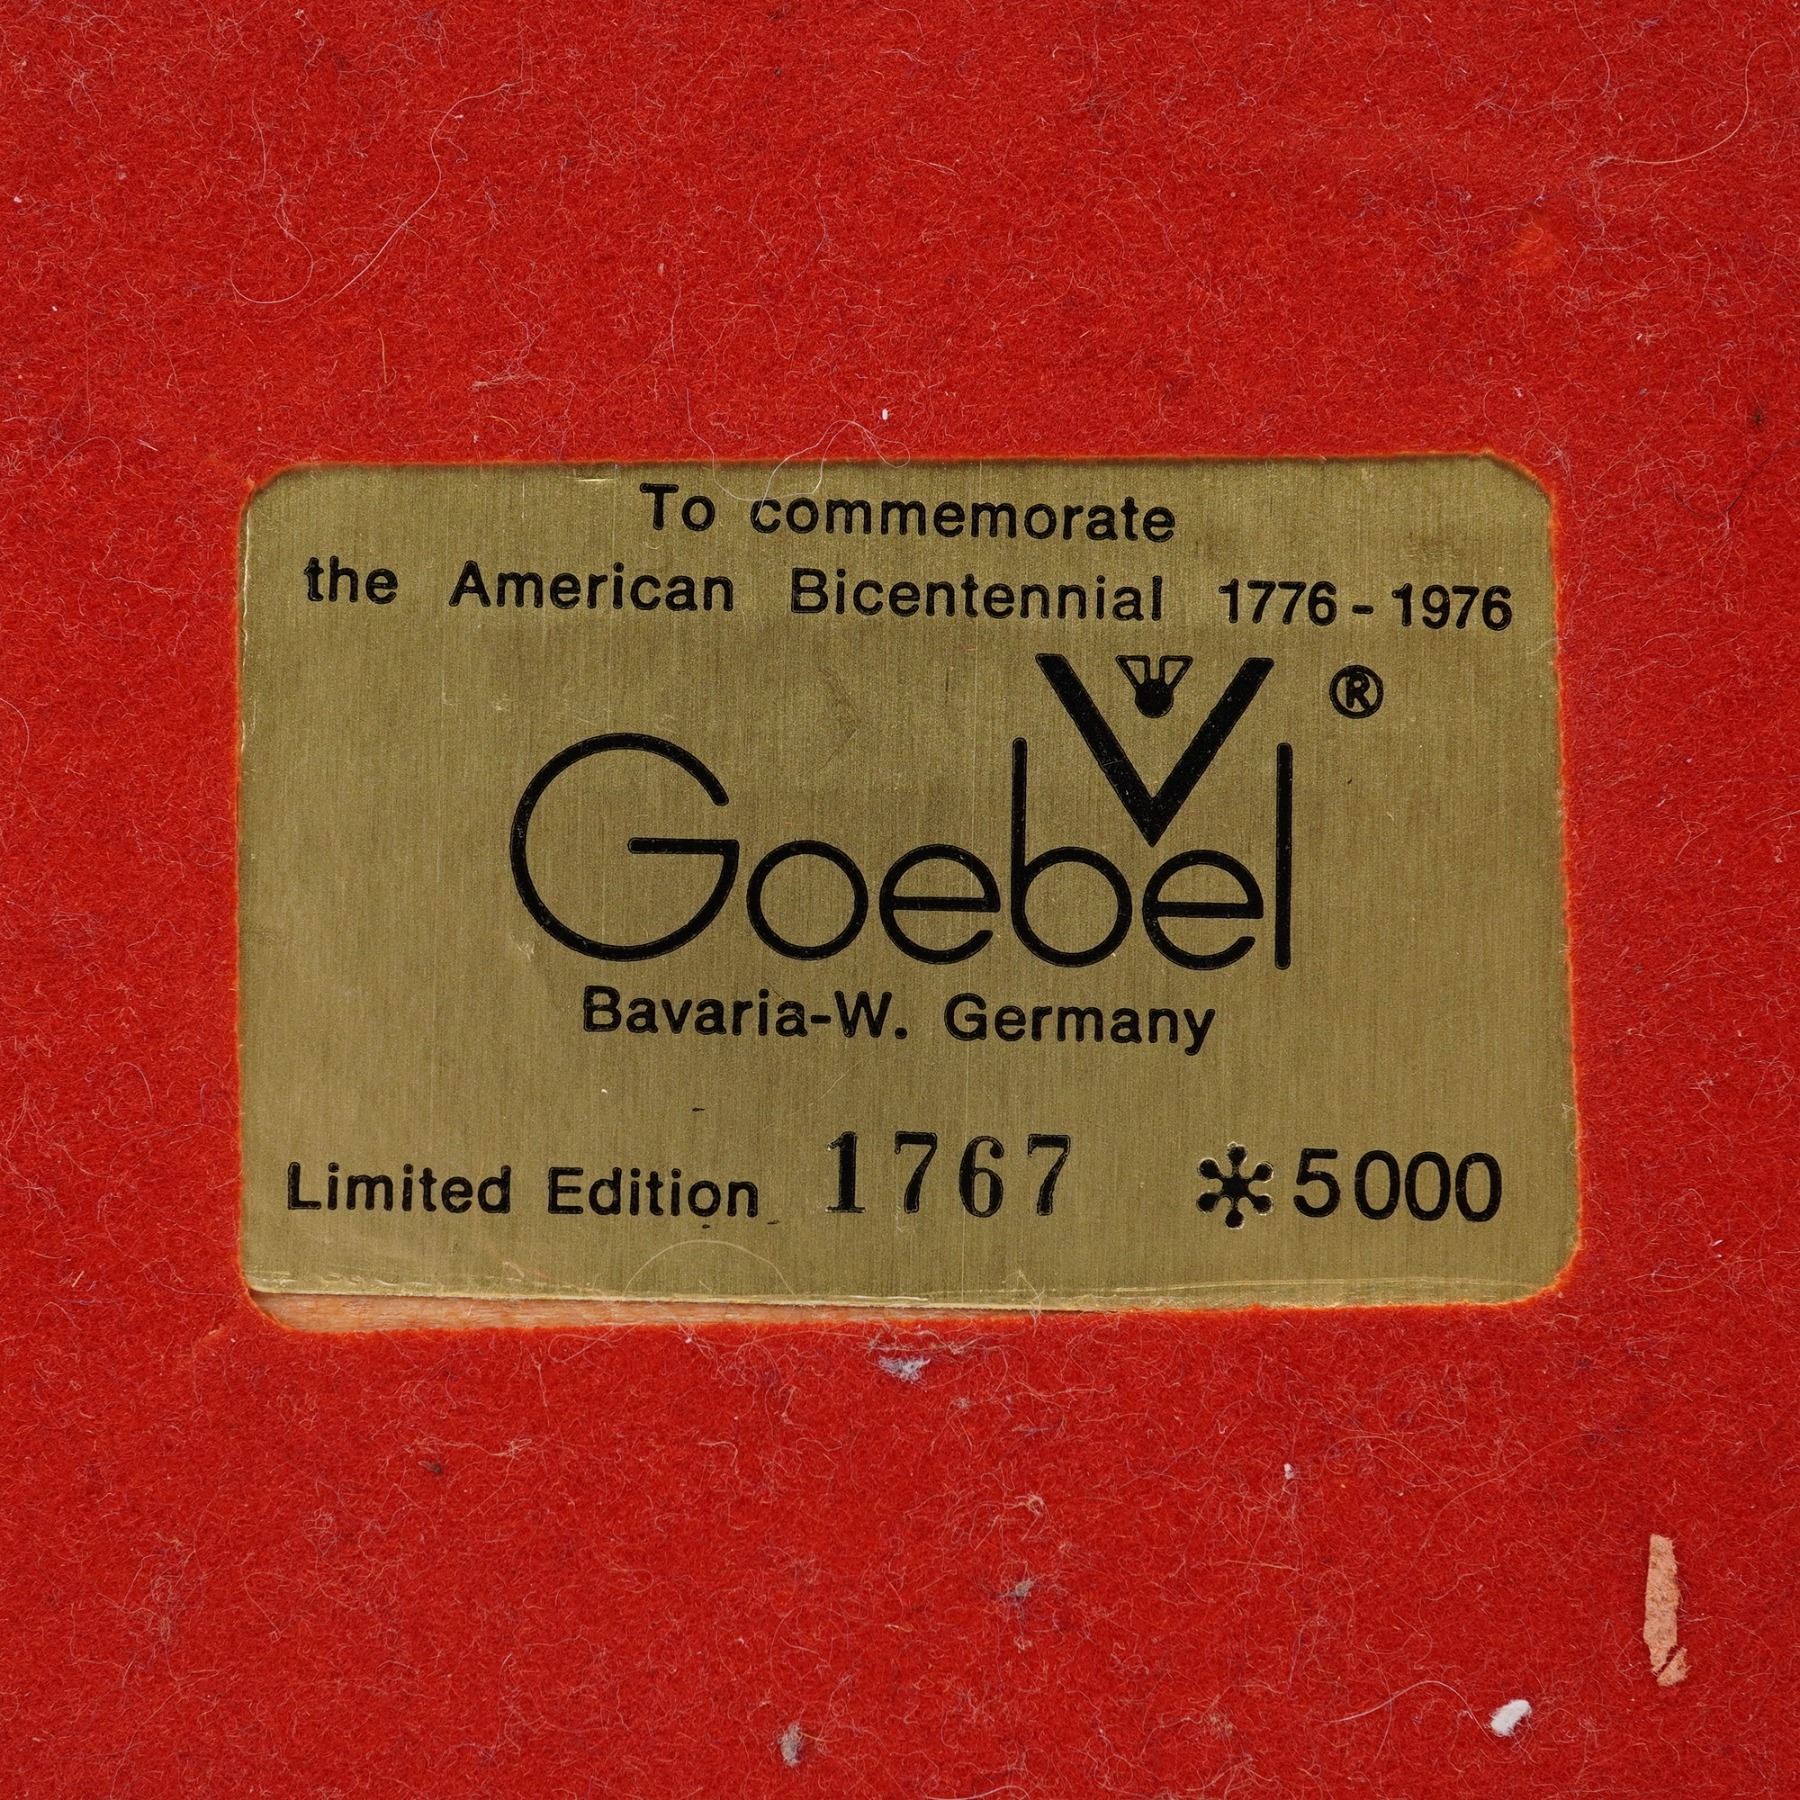 To commemorate
the American Bicentennial 1776 - 1976
Goebel ®
Bavaria-W. Germany
Limited Edition 1767 * 5000